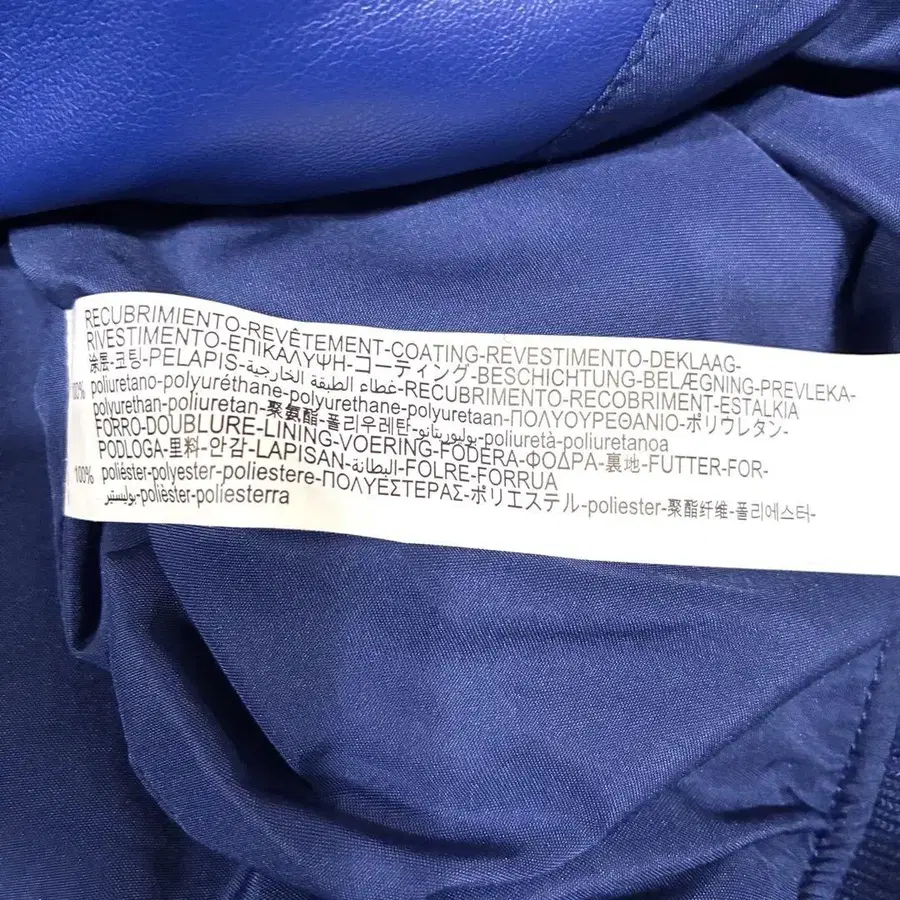 RECUBRIMIENTO-REVÊTEMENT-COATING-REVESTIMENTO-DEKLAAG-
RIVESTIMENTO-ΕΠΙΚΑΛΥΨΗ-コーティング-BESCHICHTUNG-BELÆGNING-PREVLEKA-
涂层-코팅-PELAPIS-غطاء الطبقة الخارجية-RECUBRIMENTO-RECOBRIMENT-ESTALKIA
100% poliuretano-polyuréthane-polyurethane-polyuretaan-ΠΟΛΥΟΥΡΕΘΑΝΙΟ-ポリウレタン-
polyurethan-poliuretan-聚氨酯-폴리우레탄-بوليوريتانو-poliuretà-poliuretanoa
FORRO-DOUBLURE-LINING-VOERING-FODERA-ΦΟΔΡΑ-裏地-FUTTER-FOR-
PODLOGA-里料-안감-LAPISAN-البطانة-FOLRE-FORRUA
100% poliéster-polyester-poliestere-ΠΟΛΥΕΣΤΕΡΑΣ-ポリエステル-poliester-聚酯纤维-폴리에스터-
بوليستير-polièster-poliesterra